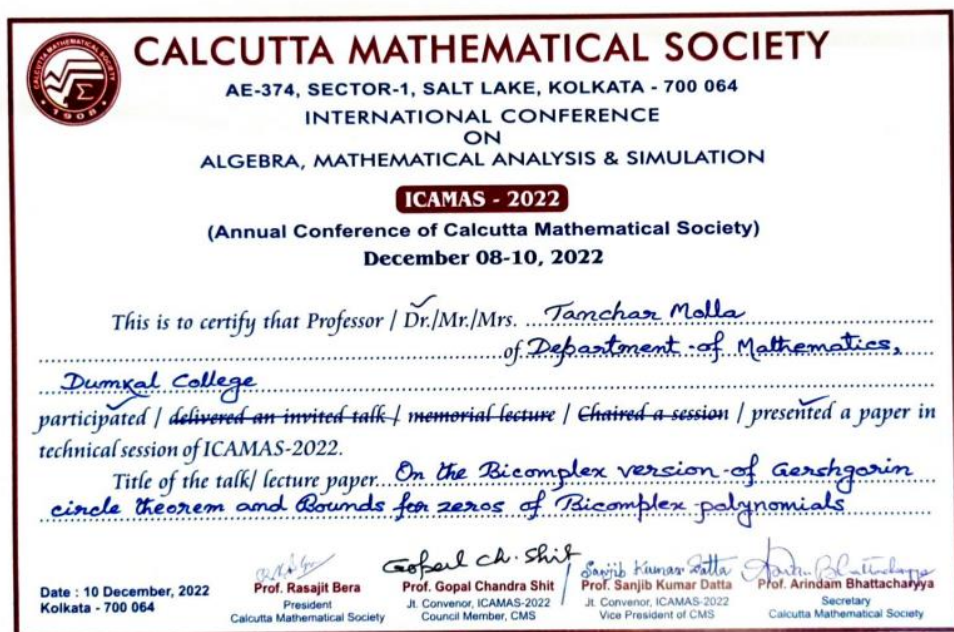 CALCUTTA MATHEMATICAL SOCIETY
CALCUTTA MATHEMATICAL SOCIETY
Σ
1908
AE-374, SECTOR-1, SALT LAKE, KOLKATA - 700 064
INTERNATIONAL CONFERENCE
ON
ALGEBRA, MATHEMATICAL ANALYSIS & SIMULATION
ICAMAS - 2022
(Annual Conference of Calcutta Mathematical Society)
December 08-10, 2022
This is to certify that Professor / Dr./Mr./Mrs. Tanchar Molla
of Department of Mathematics,
Dumkal College
participated / delivered an invited talk / memorial lecture / Chaired a session / presented a paper in
technical session of ICAMAS-2022.
Title of the talk/ lecture paper On the Bicomplex version of Gershgorin
circle theorem and Bounds for zeros of Bicomplex polynomials
Gopal Ch. Shit Sanjib Kumar Datta Arindam Bhattacharyya
Prof. Rasajit Bera Prof. Gopal Chandra Shit Prof. Sanjib Kumar Datta Prof. Arindam Bhattacharyya
Date : 10 December, 2022 President Jt. Convenor, ICAMAS-2022 Jt. Convenor, ICAMAS-2022 Secretary
Kolkata - 700 064 Calcutta Mathematical Society Council Member, CMS Vice President of CMS Calcutta Mathematical Society